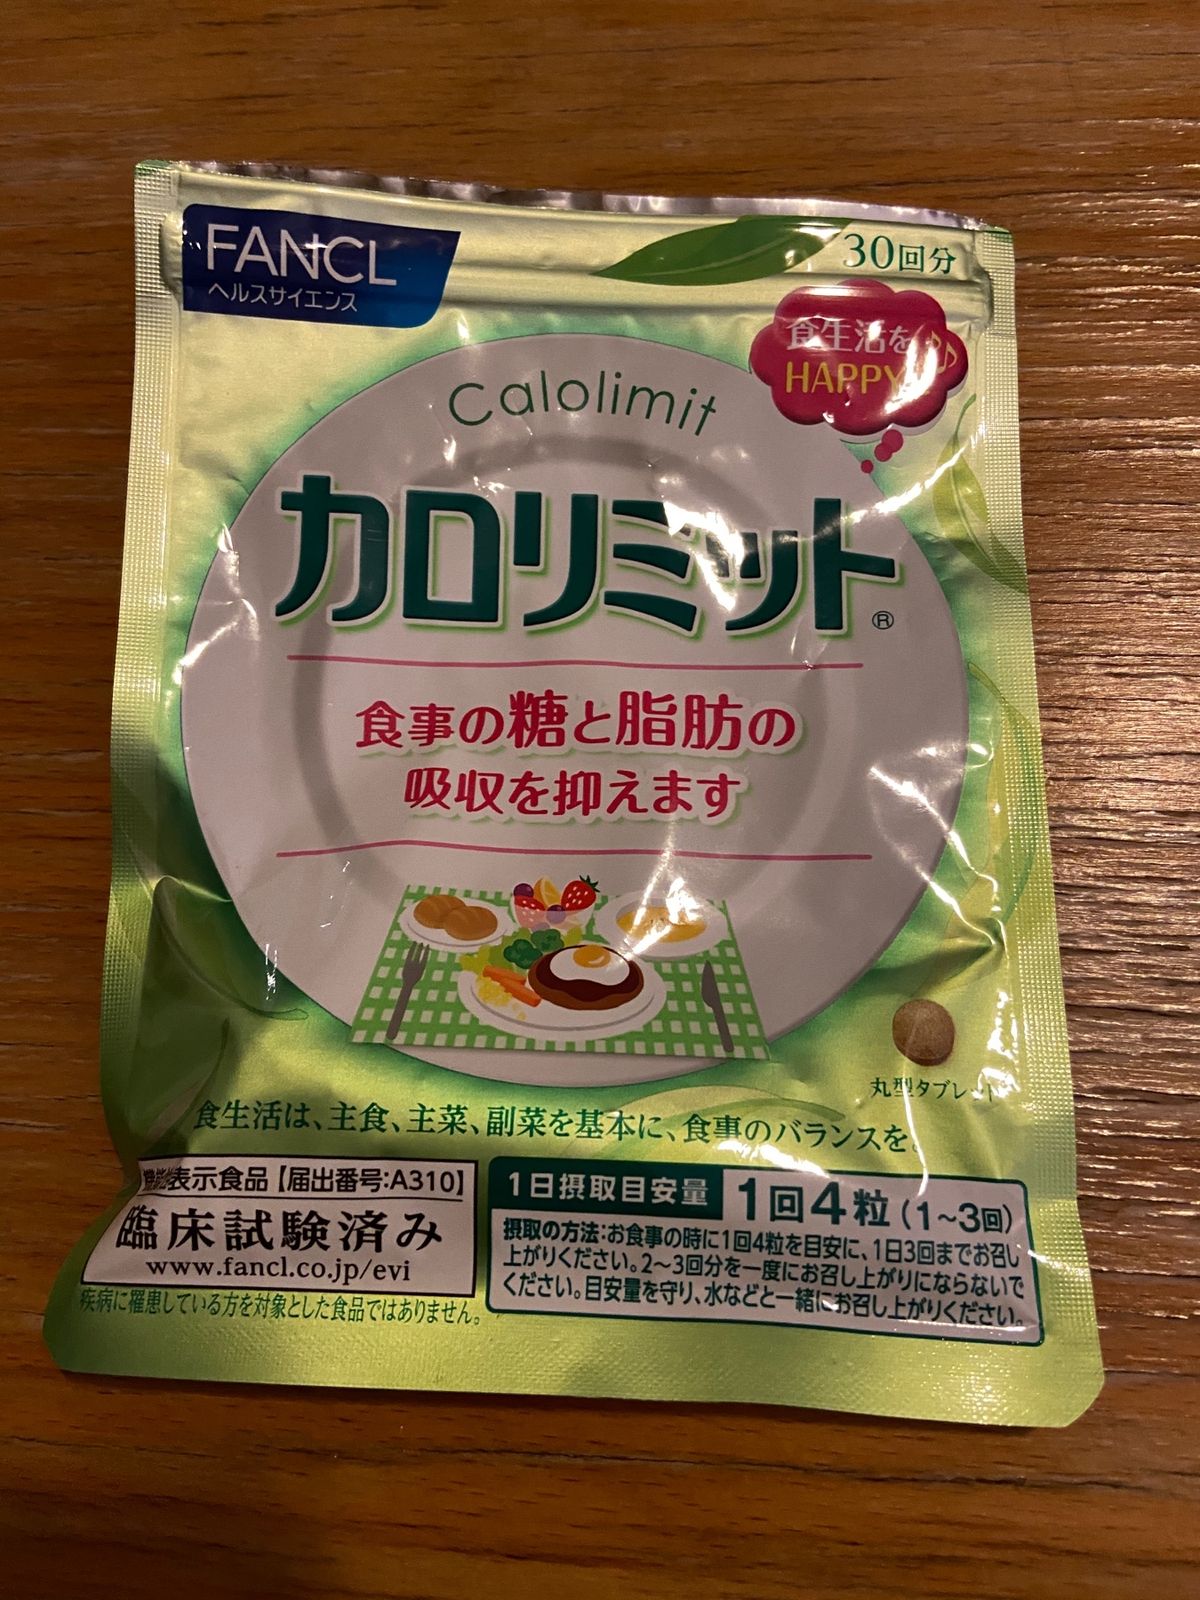 FANCL
ヘルスサイエンス
30回分
食生活を♪♪
HAPPY
Calolimit
カロリミット®
食事の糖と脂肪の
吸収を抑えます
丸型タブレット
食生活は、主食、主菜、副菜を基本に、食事のバランスを。
機能性表示食品【届出番号:A310】
臨床試験済み
www.fancl.co.jp/evi
疾病に罹患している方を対象とした食品ではありません。
1日摂取目安量 1回4粒(1~3回)
摂取の方法:お食事の時に1回4粒を目安に、1日3回までお召し
上がりください。2~3回分を一度にお召し上がりにならないで
ください。目安量を守り、水などと一緒にお召し上がりください。